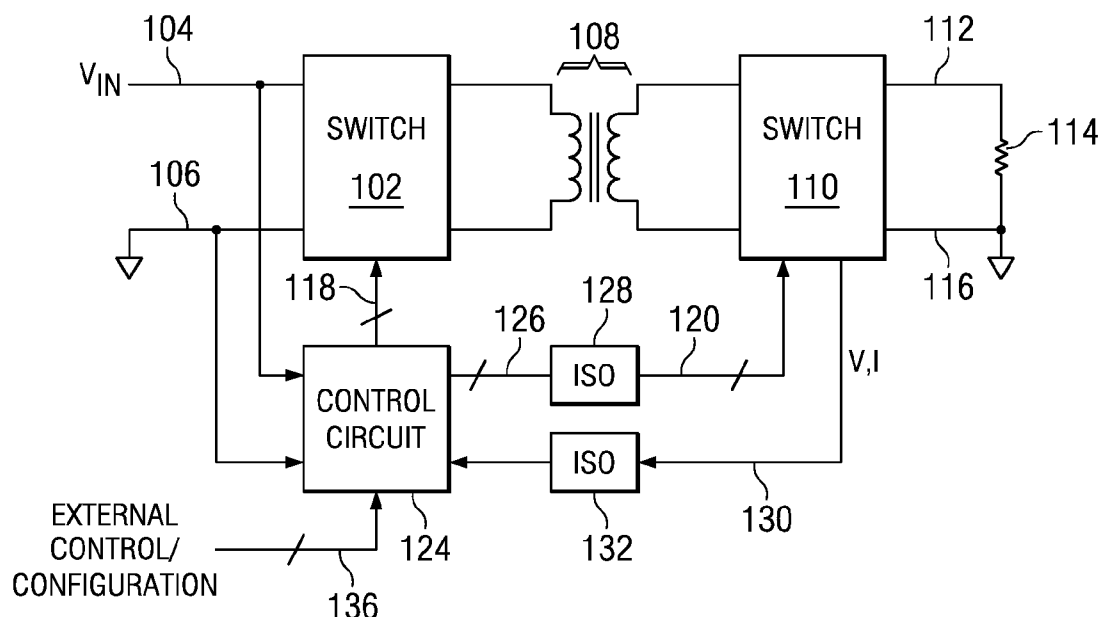 108
104
112
V IN
SWITCH
102
SWITCH
110
114
106
118
126
128
120
116
ISO
V,I
CONTROL
CIRCUIT
ISO
EXTERNAL
CONTROL/
CONFIGURATION
124
132
130
136